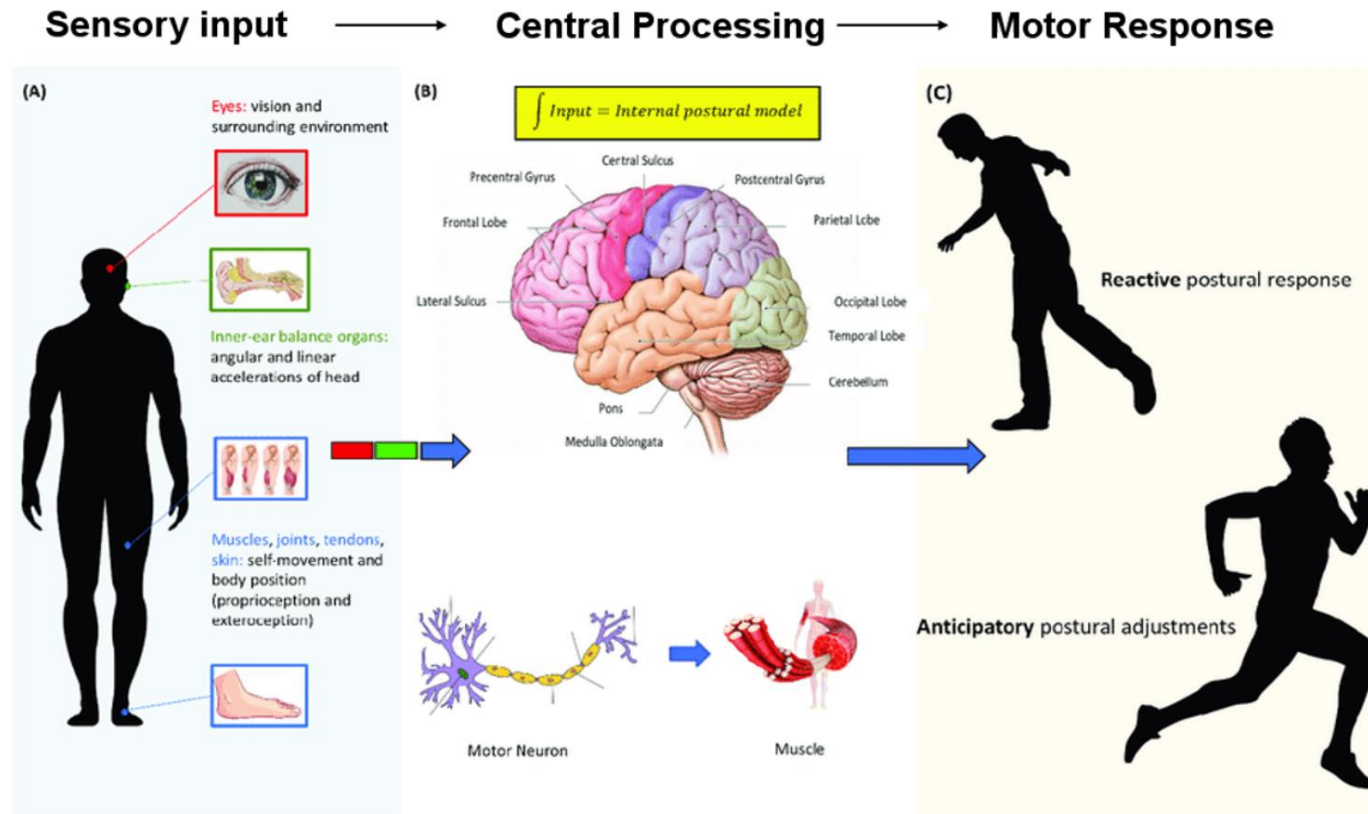 Sensory input
Central Processing
Motor Response
(A)
Eyes: vision and
surrounding environment
Inner-ear balance organs:
angular and linear
accelerations of head
Muscles, joints, tendons,
skin: self-movement and
body position
(proprioception and
exteroception)
(B)
∫ Input = Internal postural model
Central Sulcus
Precentral Gyrus
Postcentral Gyrus
Frontal Lobe
Parietal Lcbe
Lateral Sulcus
Occipital Lobe
Temporal Lobe
Cerebellum
Pons
Medulla Oblongata
Motor Neuron
Muscle
(C)
Reactive postural response
Anticipatory postural adjustments